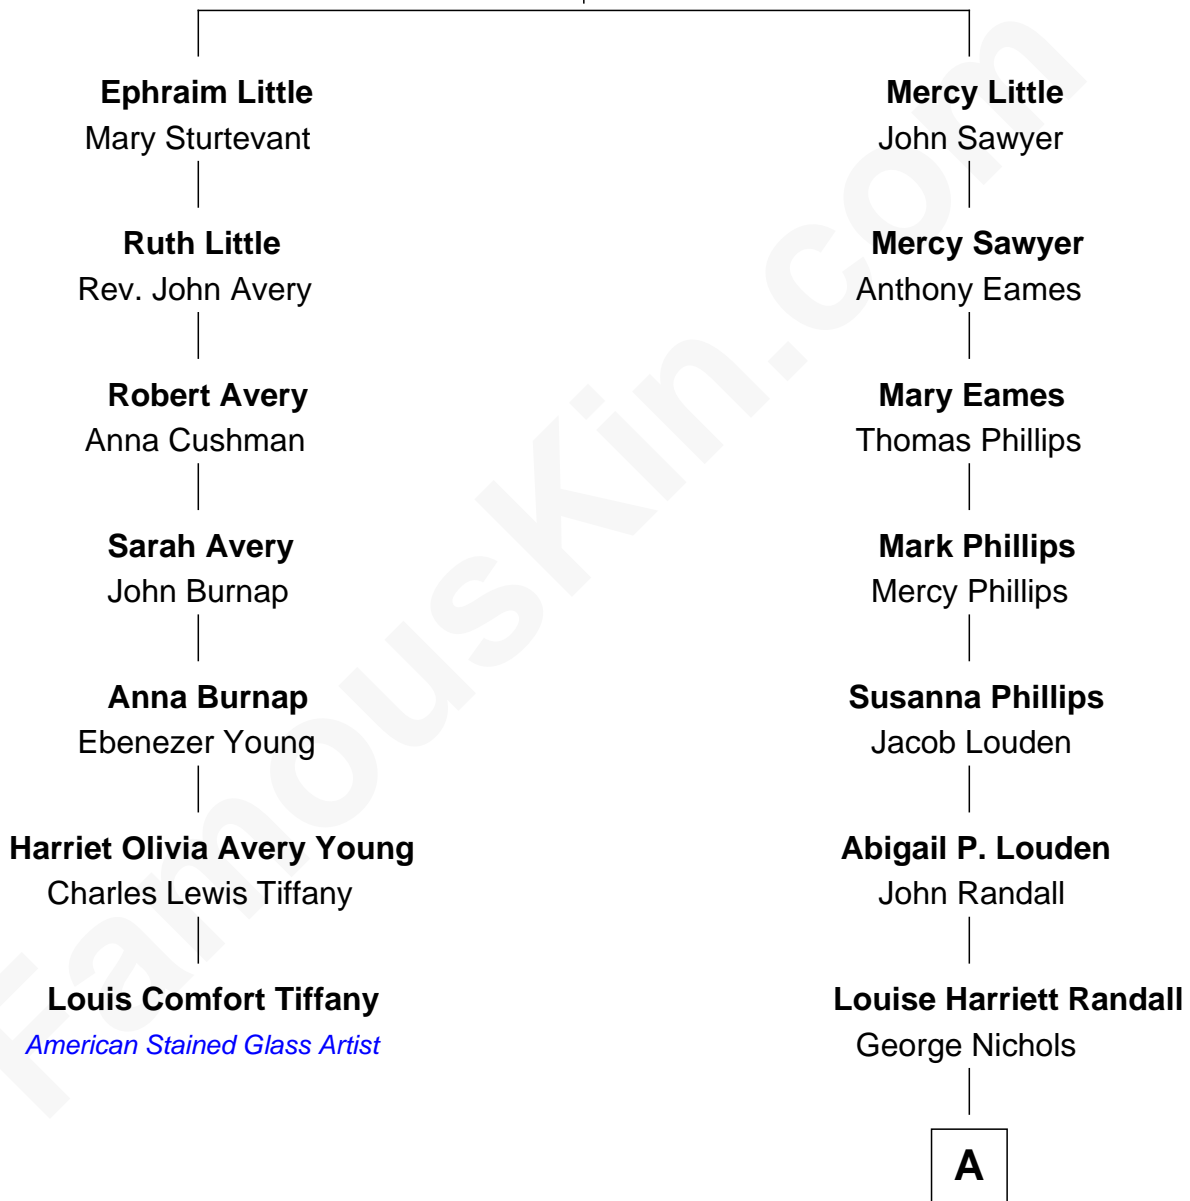 Ephraim Little
Mary Sturtevant
Mercy Little
John Sawyer
Ruth Little
Rev. John Avery
Mercy Sawyer
Anthony Eames
Robert Avery
Anna Cushman
Mary Eames
Thomas Phillips
Sarah Avery
John Burnap
Mark Phillips
Mercy Phillips
Anna Burnap
Ebenezer Young
Susanna Phillips
Jacob Louden
Harriet Olivia Avery Young
Charles Lewis Tiffany
Abigail P. Louden
John Randall
Louis Comfort Tiffany
American Stained Glass Artist
Louise Harriett Randall
George Nichols
A
FamousKin.com